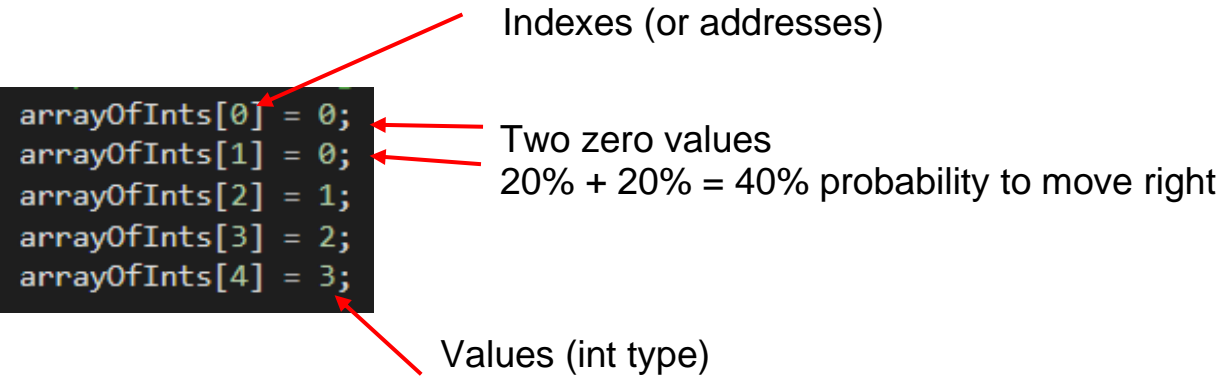 Indexes (or addresses)
arrayOfInts[0] = 0;
arrayOfInts[1] = 0;
arrayOfInts[2] = 1;
arrayOfInts[3] = 2;
arrayOfInts[4] = 3;
Two zero values
20% + 20% = 40% probability to move right
Values (int type)